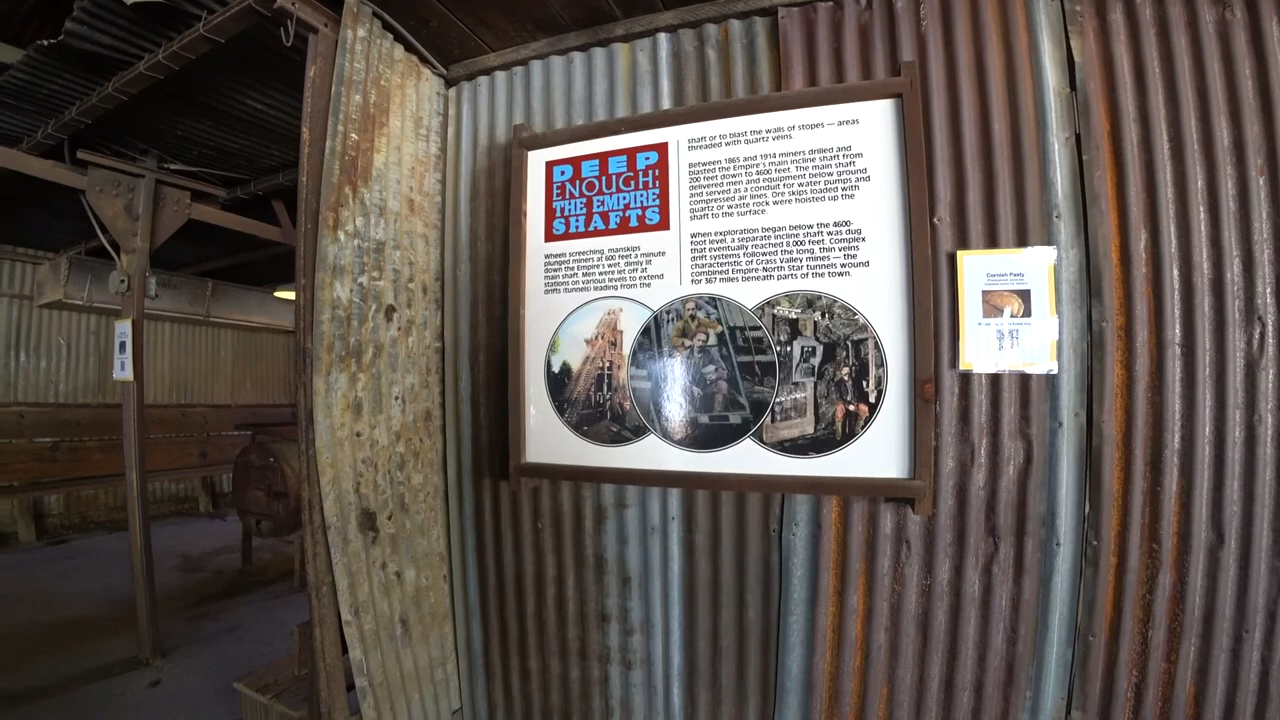 DEEP
ENOUGH:
THE EMPIRE
SHAFTS
Wheels screeching, manskips
plunged miners at 600 feet a minute
down the Empire's wet, dimly lit
main shaft. Men were let off at
stations on various levels to extend
drifts (tunnels) leading from the
shaft or to blast the walls of stopes — areas
threaded with quartz veins.
Between 1865 and 1914 miners drilled and
blasted the Empire's main incline shaft from
200 feet down to 4600 feet. The main shaft
delivered men and equipment below ground
and served as a conduit for water pumps and
compressed air lines. Ore skips loaded with
quartz or waste rock were hoisted up the
shaft to the surface.
When exploration began below the 4600-
foot level, a separate incline shaft was dug
that eventually reached 8,000 feet. Complex
drift systems followed the long, thin veins
characteristic of Grass Valley mines — the
combined Empire-North Star tunnels wound
for 367 miles beneath parts of the town.
Cornish Pasty